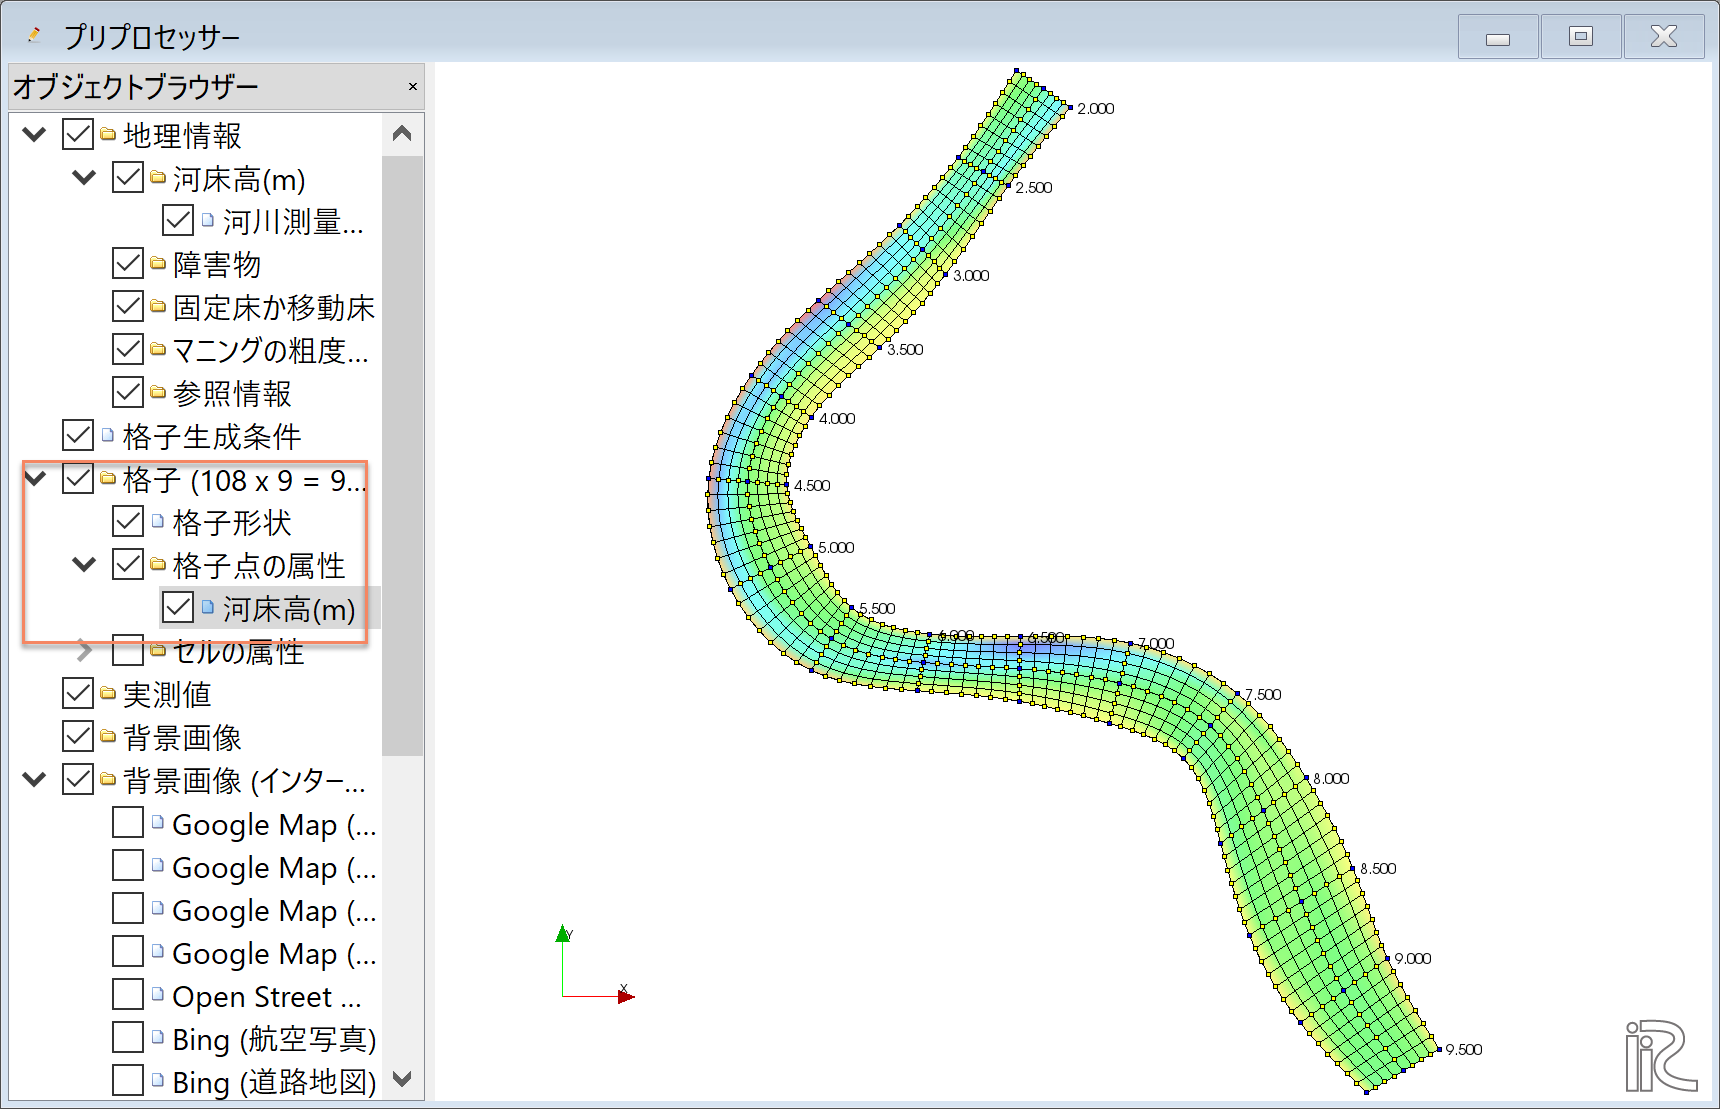 プリプロセッサー
オブジェクトブラウザー
地理情報
河床高(m)
河川測量...
障害物
固定床か移動床
マニングの粗度...
参照情報
格子生成条件
格子 (108 x 9 = 9...
格子形状
格子点の属性
河床高(m)
セルの属性
実測値
背景画像
背景画像 (インター...
Google Map (...
Google Map (...
Google Map (...
Google Map (...
Open Street ...
Bing (航空写真)
Bing (道路地図)
2.000
2.500
3.000
3.500
4.000
4.500
5.000
5.500
6.000
6.500
7.000
7.500
8.000
8.500
9.000
9.500
Y
X
iRIC